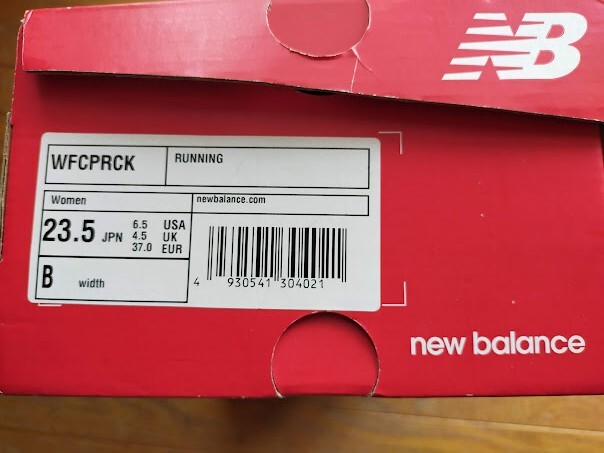 NB
WFCPRCK
RUNNING
Women
newbalance.com
23.5 JPN
6.5 USA
4.5 UK
37.0 EUR
B width
4 930541 304021
new balance